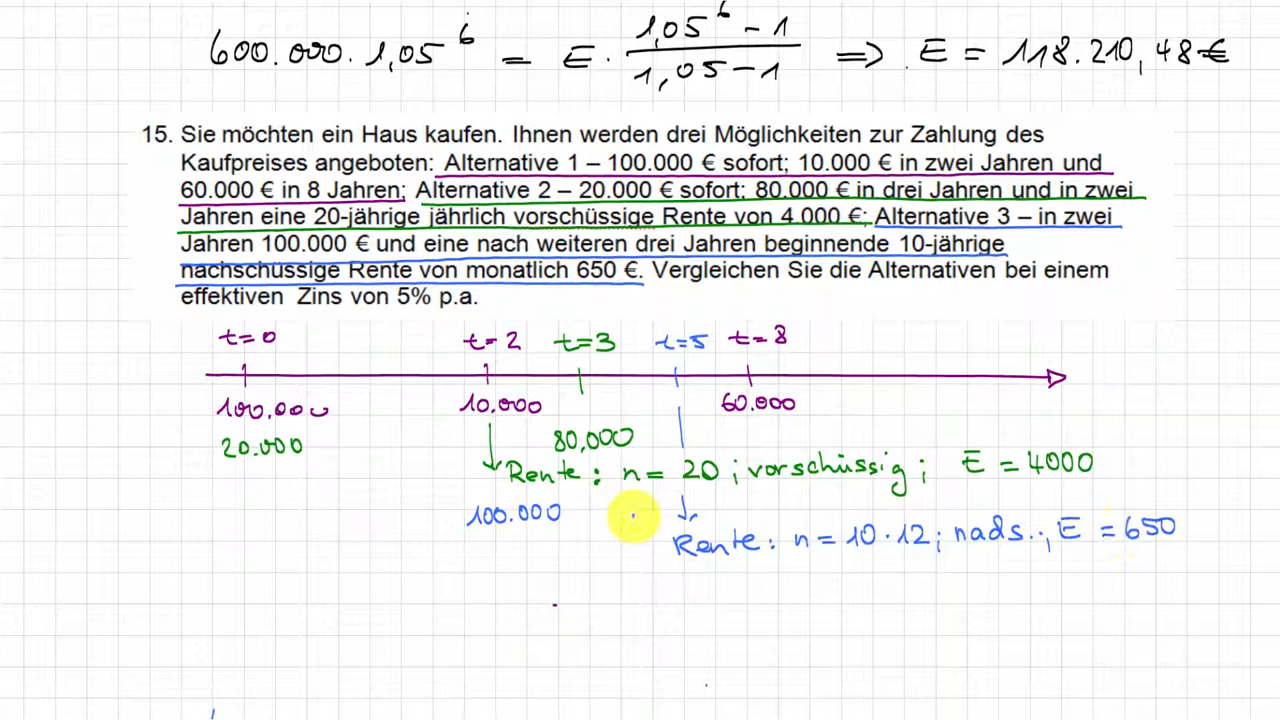 600.000 · 1,05^6 = E · (1,05^6 − 1)/(1,05 − 1) ⟹ E = 118.210,48€
15. Sie möchten ein Haus kaufen. Ihnen werden drei Möglichkeiten zur Zahlung des
Kaufpreises angeboten: Alternative 1 – 100.000 € sofort; 10.000 € in zwei Jahren und
60.000 € in 8 Jahren; Alternative 2 – 20.000 € sofort; 80.000 € in drei Jahren und in zwei
Jahren eine 20-jährige jährlich vorschüssige Rente von 4.000 €; Alternative 3 – in zwei
Jahren 100.000 € und eine nach weiteren drei Jahren beginnende 10-jährige
nachschüssige Rente von monatlich 650 €. Vergleichen Sie die Alternativen bei einem
effektiven Zins von 5% p.a.
t=0 t=2 t=3 t=5 t=8
100.000 10.000 60.000
20.000 80.000
Rente: n = 20; vorschüssig; E = 4000
100.000
Rente: n = 10·12; nachs.; E = 650